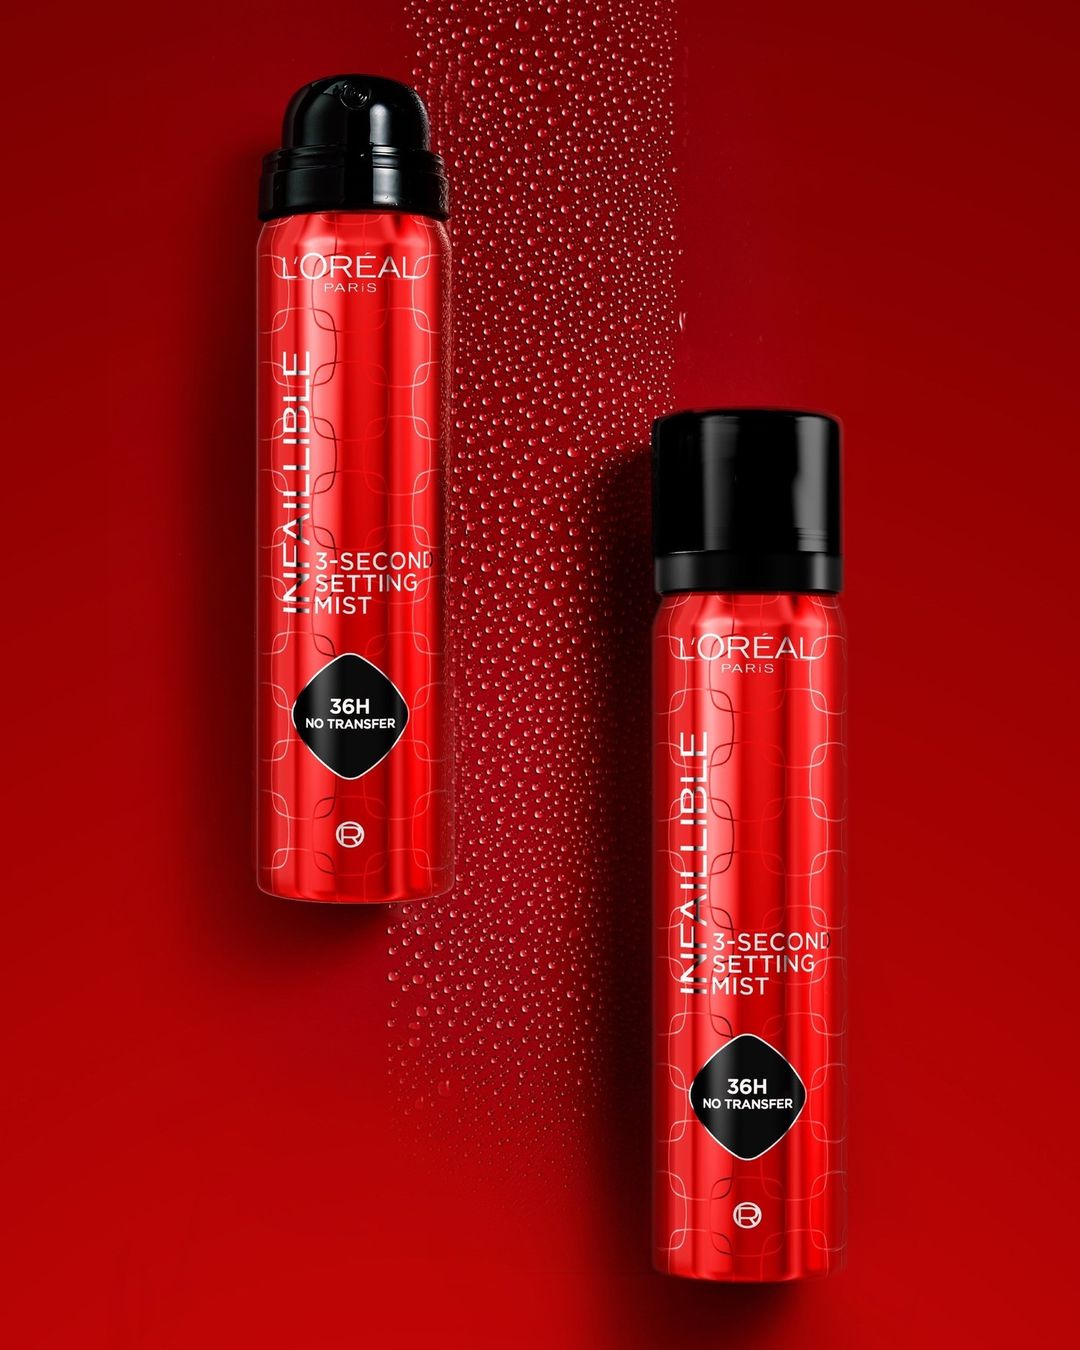 L'ORÉAL
PARiS
INFAILLIBLE
3-SECOND
SETTING
MIST
36H
NO TRANSFER
R
L'ORÉAL
PARiS
INFAILLIBLE
3-SECOND
SETTING
MIST
36H
NO TRANSFER
R